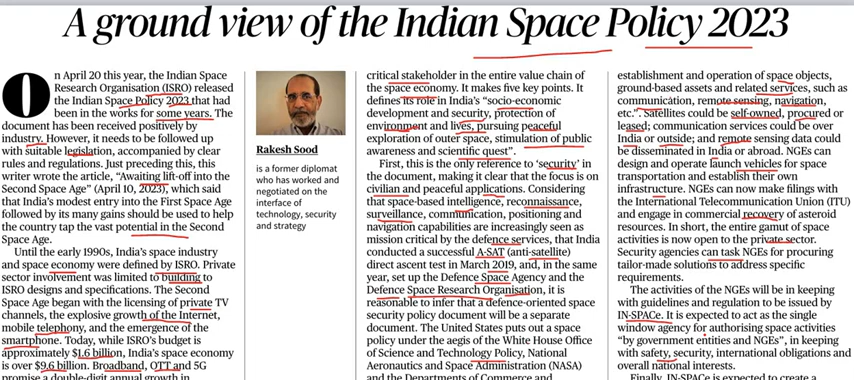 A ground view of the Indian Space Policy 2023
On April 20 this year, the Indian Space
Research Organisation (ISRO) released
the Indian Space Policy 2023 that had
been in the works for some years. The
document has been received positively by
industry. However, it needs to be followed up
with suitable legislation, accompanied by clear
rules and regulations. Just preceding this, this
writer wrote the article, “Awaiting lift-off into the
Second Space Age” (April 10, 2023), which said
that India’s modest entry into the First Space Age
followed by its many gains should be used to help
the country tap the vast potential in the Second
Space Age.
Until the early 1990s, India’s space industry
and space economy were defined by ISRO. Private
sector involvement was limited to building to
ISRO designs and specifications. The Second
Space Age began with the licensing of private TV
channels, the explosive growth of the Internet,
mobile telephony, and the emergence of the
smartphone. Today, while ISRO’s budget is
approximately $1.6 billion, India’s space economy
is over $9.6 billion. Broadband, OTT and 5G
promise a double-digit annual growth in
Rakesh Sood
is a former diplomat
who has worked and
negotiated on the
interface of
technology, security
and strategy
critical stakeholder in the entire value chain of
the space economy. It makes five key points. It
defines its role in India’s “socio-economic
development and security, protection of
environment and lives, pursuing peaceful
exploration of outer space, stimulation of public
awareness and scientific quest”.
First, this is the only reference to ‘security’ in
the document, making it clear that the focus is on
civilian and peaceful applications. Considering
that space-based intelligence, reconnaissance,
surveillance, communication, positioning and
navigation capabilities are increasingly seen as
mission critical by the defence services, that India
conducted a successful A-SAT (anti-satellite)
direct ascent test in March 2019, and, in the same
year, set up the Defence Space Agency and the
Defence Space Research Organisation, it is
reasonable to infer that a defence-oriented space
security policy document will be a separate
document. The United States puts out a space
policy under the aegis of the White House Office
of Science and Technology Policy, National
Aeronautics and Space Administration (NASA)
and the Departments of Commerce and
establishment and operation of space objects,
ground-based assets and related services, such as
communication, remote sensing, navigation,
etc.”. Satellites could be self-owned, procured or
leased; communication services could be over
India or outside; and remote sensing data could
be disseminated in India or abroad. NGEs can
design and operate launch vehicles for space
transportation and establish their own
infrastructure. NGEs can now make filings with
the International Telecommunication Union (ITU)
and engage in commercial recovery of asteroid
resources. In short, the entire gamut of space
activities is now open to the private sector.
Security agencies can task NGEs for procuring
tailor-made solutions to address specific
requirements.
The activities of the NGEs will be in keeping
with guidelines and regulation to be issued by
IN-SPACe. It is expected to act as the single
window agency for authorising space activities
“by government entities and NGEs”, in keeping
with safety, security, international obligations and
overall national interests.
Finally, IN-SPACe is expected to create a